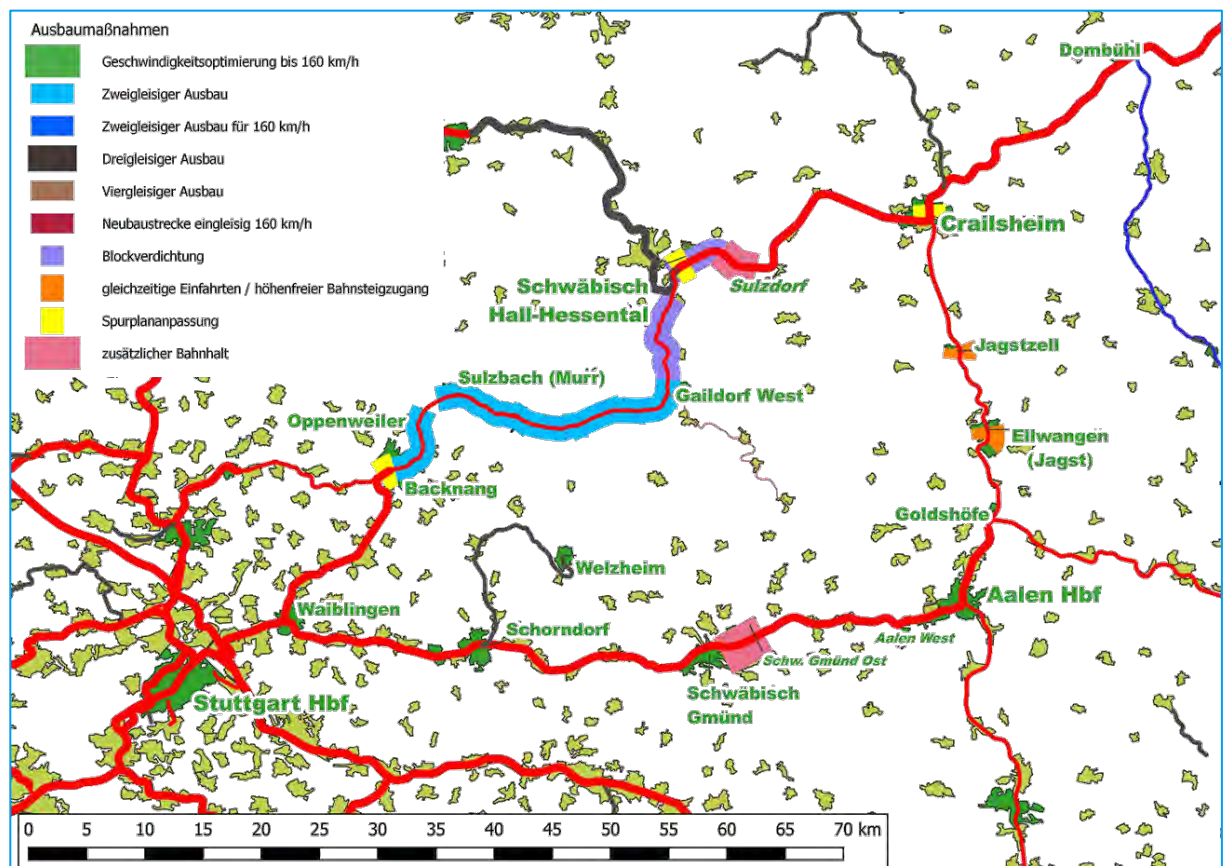 Ausbaumaßnahmen
Geschwindigkeitsoptimierung bis 160 km/h
Zweigleisiger Ausbau
Zweigleisiger Ausbau für 160 km/h
Dreigleisiger Ausbau
Viergleisiger Ausbau
Neubaustrecke eingleisig 160 km/h
Blockverdichtung
gleichzeitige Einfahrten / höhenfreier Bahnsteigzugang
Spurplananpassung
zusätzlicher Bahnhalt
Dombühl
Crailsheim
Schwäbisch
Hall-Hessental
Sulzdorf
Jagstzell
Sulzbach (Murr)
Gaildorf West
Oppenweiler
Ellwangen
(Jagst)
Backnang
Goldshöfe
Welzheim
Aalen Hbf
Waiblingen
Schorndorf
Aalen West
Schw. Gmünd Ost
Stuttgart Hbf
Schwäbisch
Gmünd
0 5 10 15 20 25 30 35 40 45 50 55 60 65 70 km